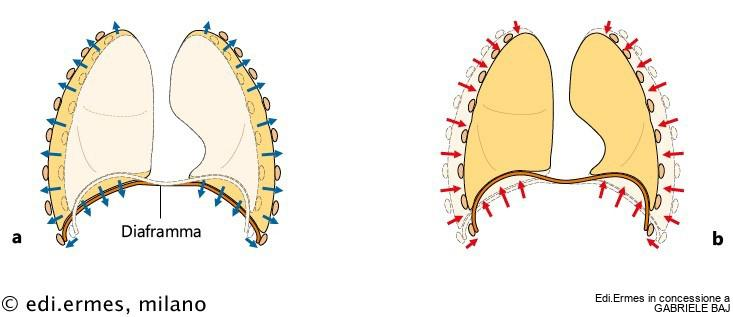 a
Diaframma
b
© edi.ermes, milano
Edi.Ermes in concessione a
GABRIELE BAJ